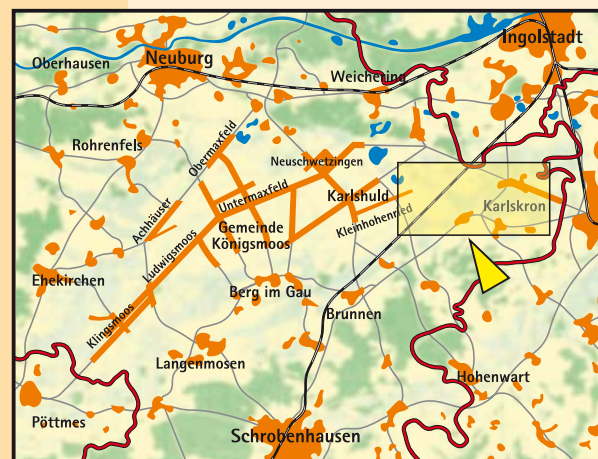 Ingolstadt
Neuburg
Oberhausen
Weichering
Rohrenfels
Obermaxfeld
Neuschwetzingen
Untermaxfeld
Karlshuld
Karlskron
Achhäuser
Kleinhohenried
Gemeinde
Königsmoos
Ludwigsmoos
Ehekirchen
Berg im Gau
Brunnen
Klingsmoos
Langenmosen
Hohenwart
Pöttmes
Schrobenhausen